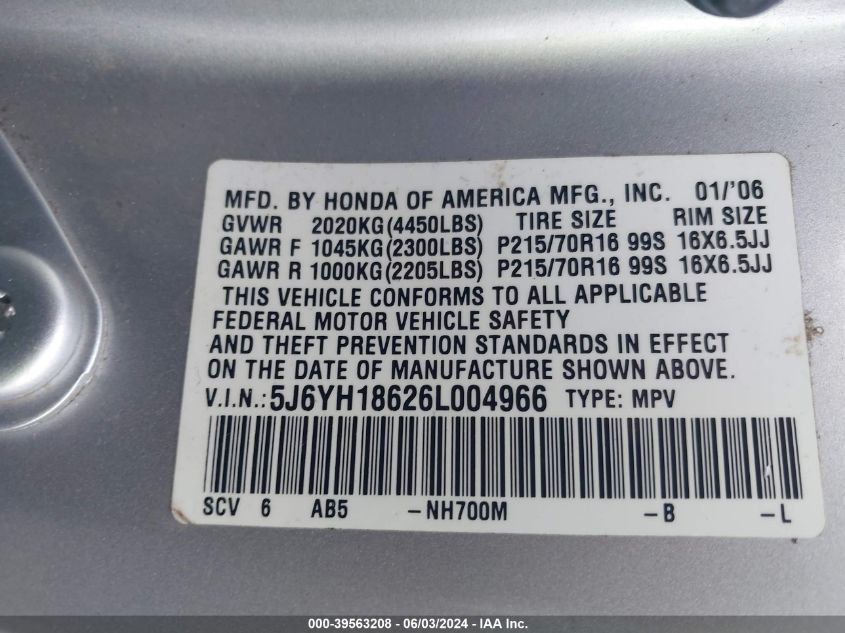 MFD. BY HONDA OF AMERICA MFG., INC. 01/'06
GVWR 2020KG(4450LBS) TIRE SIZE RIM SIZE
GAWR F 1045KG(2300LBS) P215/70R16 99S 16X6.5JJ
GAWR R 1000KG(2205LBS) P215/70R16 99S 16X6.5JJ
THIS VEHICLE CONFORMS TO ALL APPLICABLE
FEDERAL MOTOR VEHICLE SAFETY
AND THEFT PREVENTION STANDARDS IN EFFECT
ON THE DATE OF MANUFACTURE SHOWN ABOVE.
V.I.N.: 5J6YH18626L004966 TYPE: MPV
SCV 6 AB5 -NH700M -B -L
000-39563208 - 06/03/2024 - IAA Inc.